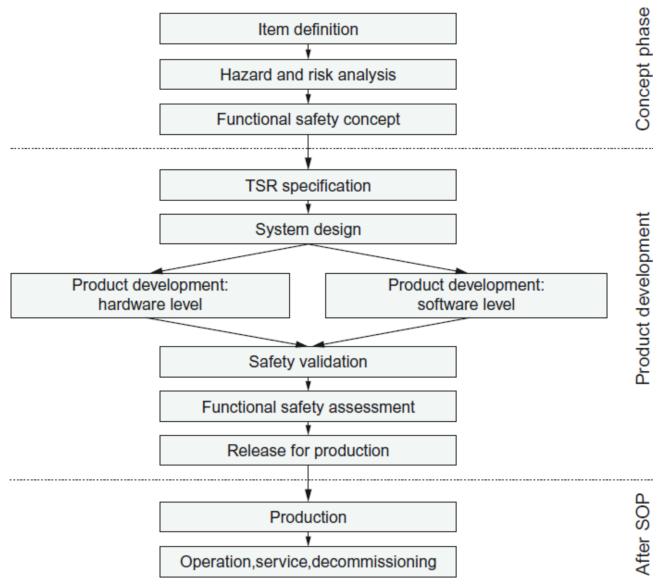 Item definition
Hazard and risk analysis
Functional safety concept
Concept phase
TSR specification
System design
Product development:
hardware level
Product development:
software level
Safety validation
Functional safety assessment
Release for production
Product development
Production
Operation,service,decommissioning
After SOP